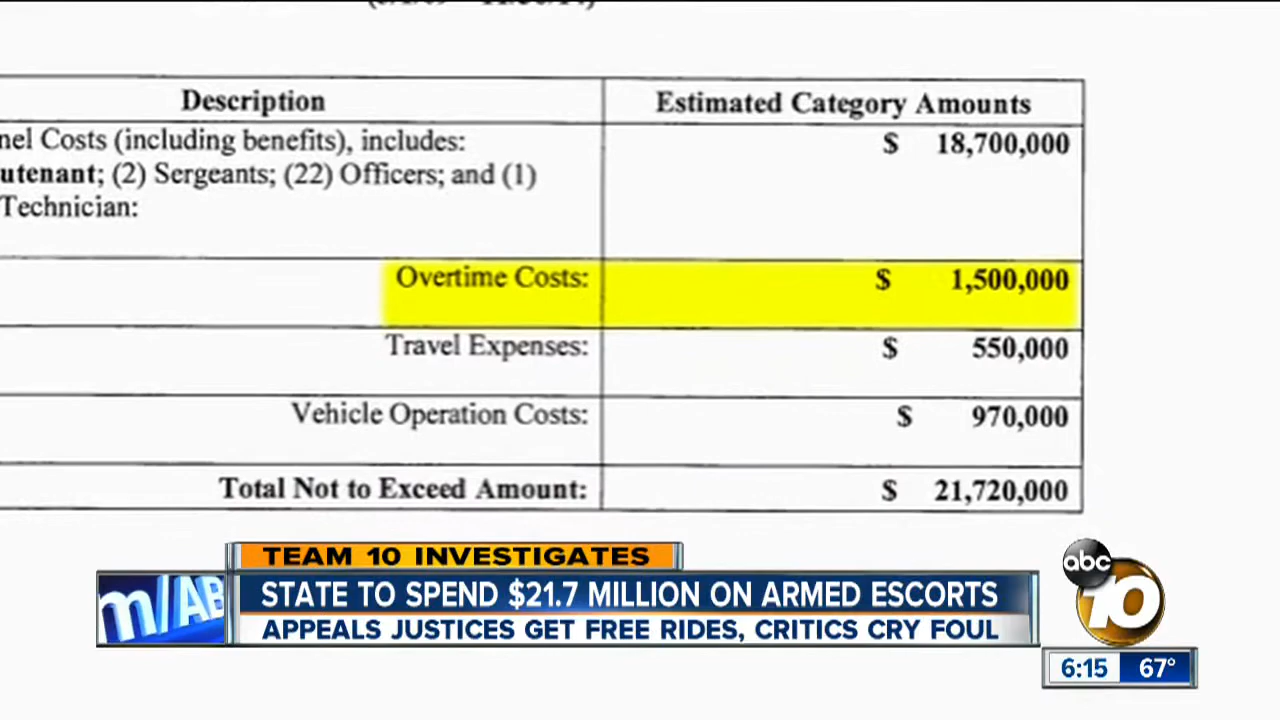 Description Estimated Category Amounts
nel Costs (including benefits), includes: $ 18,700,000
utenant; (2) Sergeants; (22) Officers; and (1)
Technician:
Overtime Costs: $ 1,500,000
Travel Expenses: $ 550,000
Vehicle Operation Costs: $ 970,000
Total Not to Exceed Amount: $ 21,720,000
TEAM 10 INVESTIGATES
STATE TO SPEND $21.7 MILLION ON ARMED ESCORTS
APPEALS JUSTICES GET FREE RIDES, CRITICS CRY FOUL
m/AB
abc
10
6:15 67°